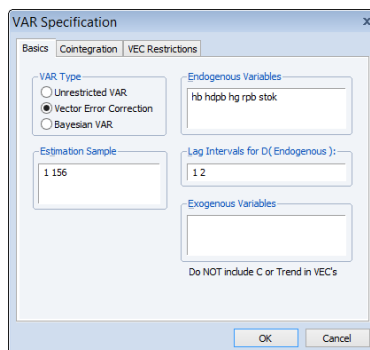 VAR Specification
x
Basics
Cointegration
VEC Restrictions
VAR Type
Unrestricted VAR
Vector Error Correction
Bayesian VAR
Endogenous Variables
hb hdpb hg rpb stok
Estimation Sample
1 156
Lag Intervals for D(Endogenous):
1 2
Exogenous Variables
Do NOT include C or Trend in VEC's
OK
Cancel